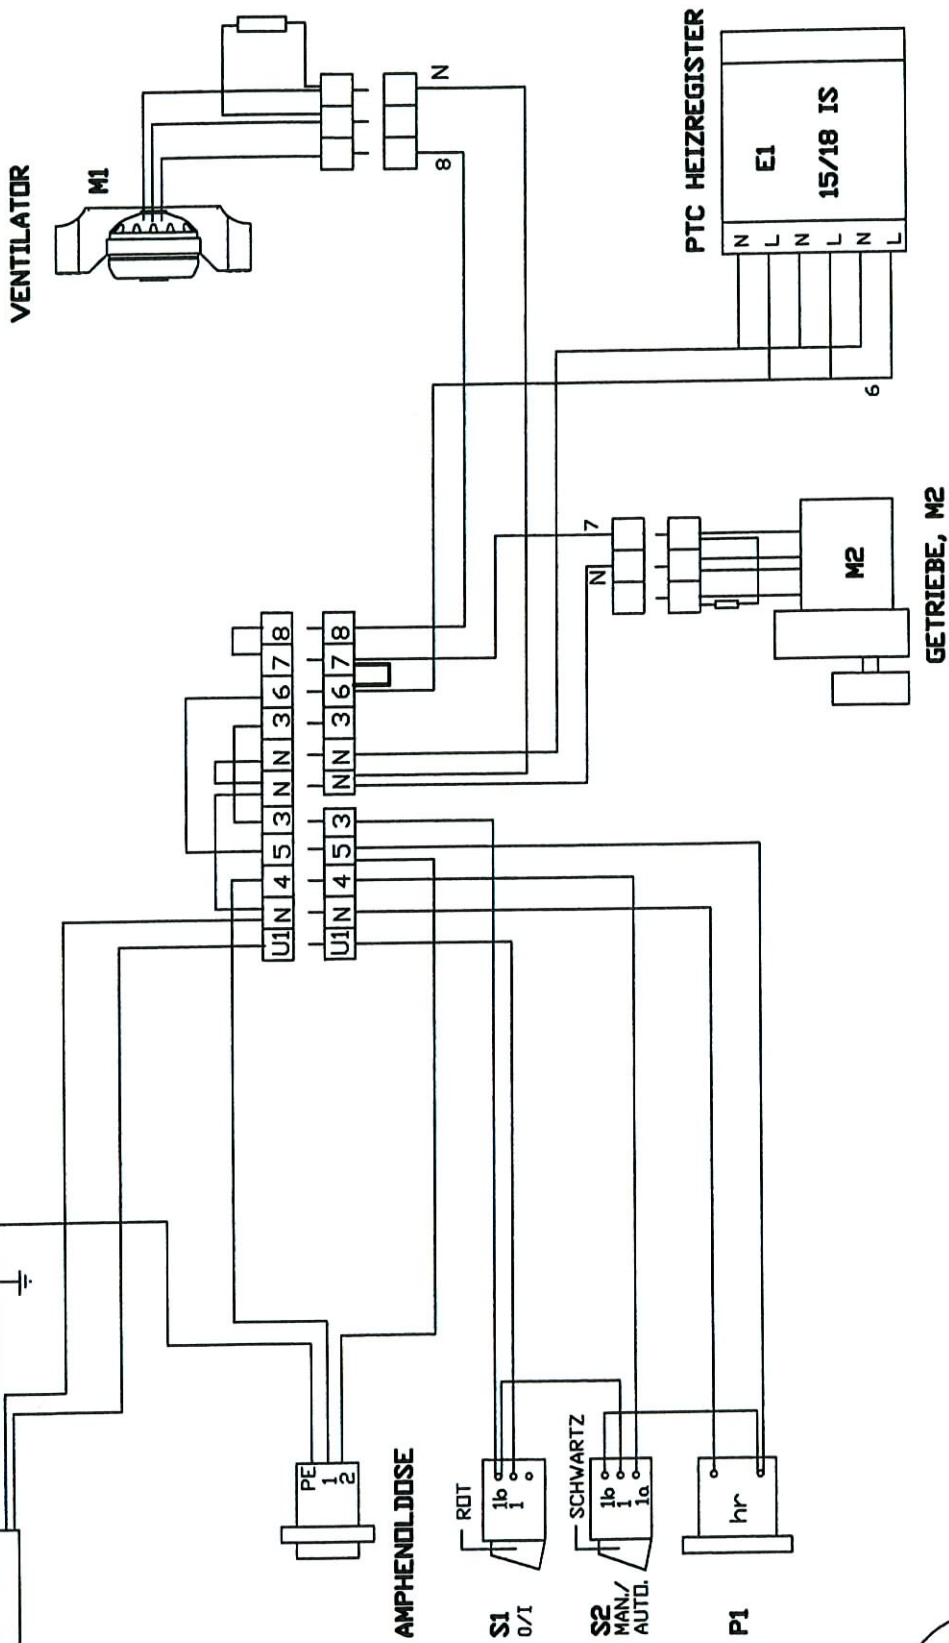 VENTILATOR
M1
N
8
PTC HEIZREGISTER
E1
15/18 IS
N
L
N
L
N
L
6
7
N
M2
GETRIEBE, M2
U1 N 4 5 3 N N 3 6 7 8
U1 N 4 5 3 N N 3 6 7 8
AMPHENOLDOSE
PE
1
2
ROT
S1
0/I
1b
1
SCHWARTZ
S2
MAN./
AUTO.
1b
1
1a
P1
hr